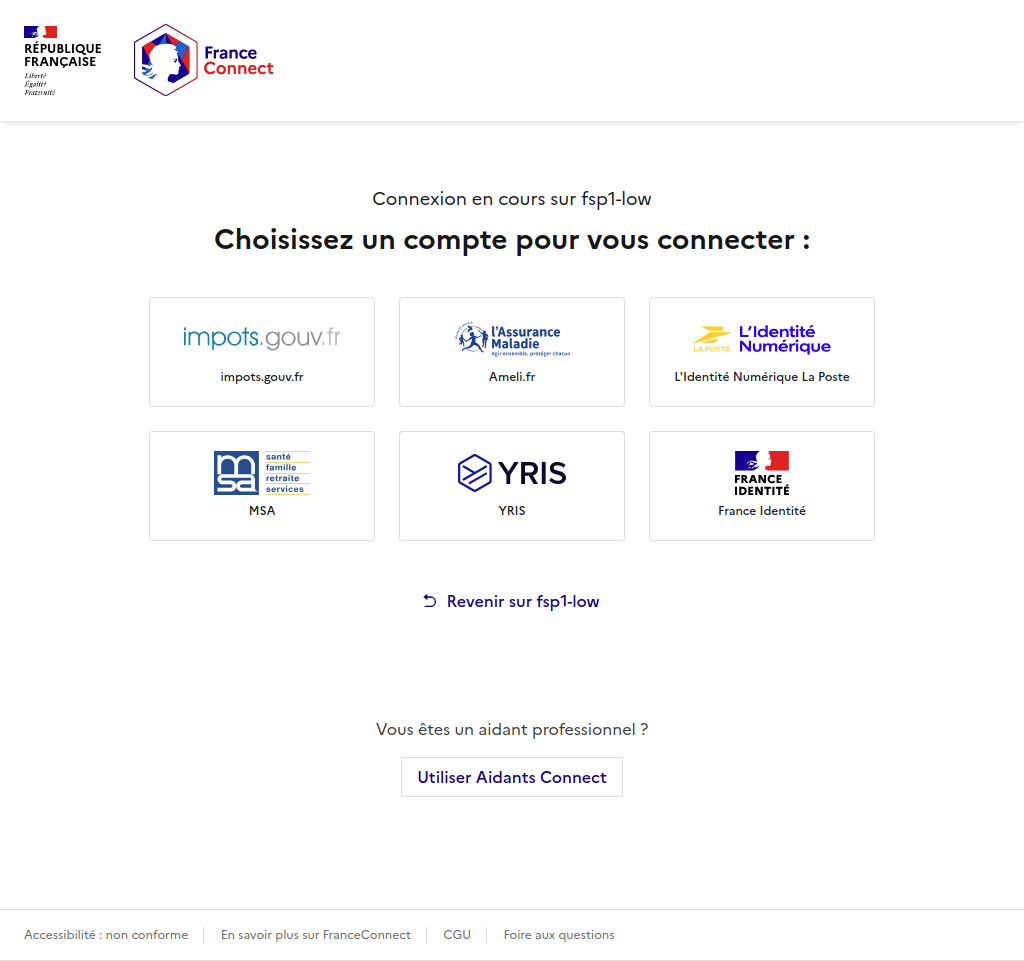 RÉPUBLIQUE
FRANÇAISE
Liberté
Égalité
Fraternité
France
Connect
Connexion en cours sur fsp1-low
Choisissez un compte pour vous connecter :
impots.gouv.fr
impots.gouv.fr
l'Assurance
Maladie
Agir ensemble, protéger chacun
Ameli.fr
LA POSTE
L'Identité
Numérique
L'Identité Numérique La Poste
msa
santé
famille
retraite
services
MSA
YRIS
YRIS
FRANCE
IDENTITÉ
France Identité
Revenir sur fsp1-low
Vous êtes un aidant professionnel ?
Utiliser Aidants Connect
Accessibilité : non conforme
En savoir plus sur FranceConnect
CGU
Foire aux questions